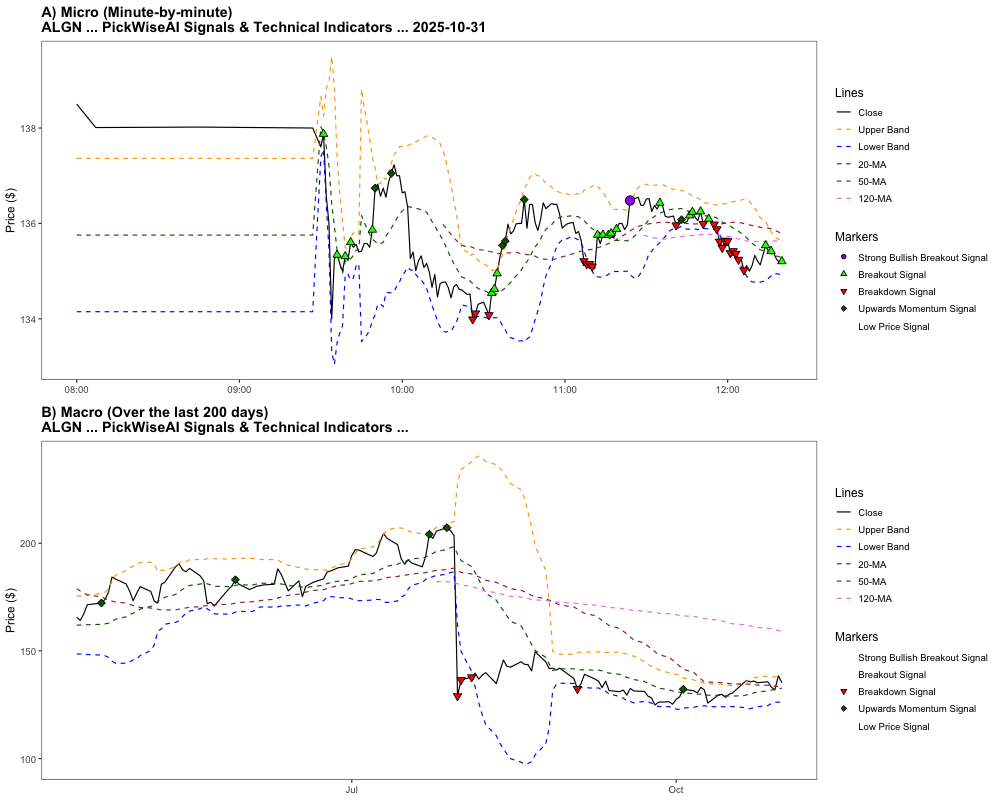 A) Micro (Minute-by-minute)
ALGN ... PickWiseAI Signals & Technical Indicators ... 2025-10-31
Price ($)
138
136
134
08:00
09:00
10:00
11:00
12:00
Lines
Close
Upper Band
Lower Band
20-MA
50-MA
120-MA
Markers
Strong Bullish Breakout Signal
Breakout Signal
Breakdown Signal
Upwards Momentum Signal
Low Price Signal
B) Macro (Over the last 200 days)
ALGN ... PickWiseAI Signals & Technical Indicators ...
Price ($)
200
150
100
Jul
Oct
Lines
Close
Upper Band
Lower Band
20-MA
50-MA
120-MA
Markers
Strong Bullish Breakout Signal
Breakout Signal
Breakdown Signal
Upwards Momentum Signal
Low Price Signal